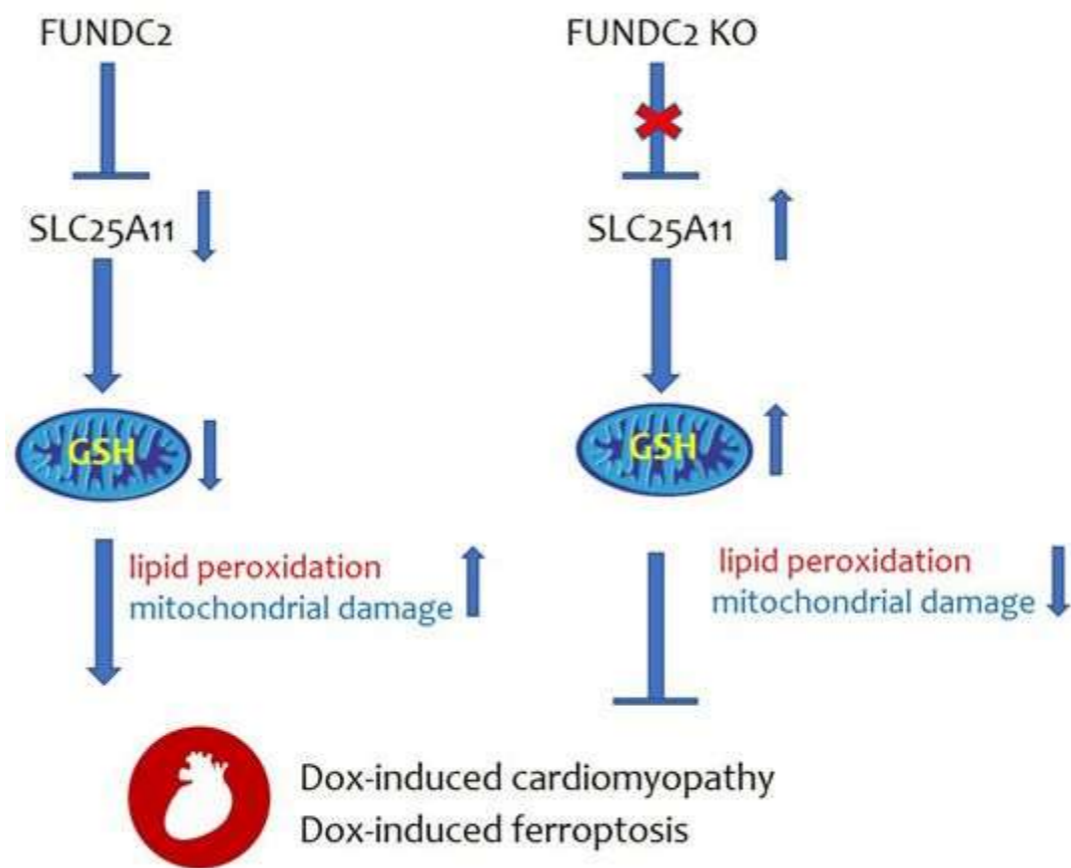 FUNDC2
SLC25A11
GSH
lipid peroxidation
mitochondrial damage
FUNDC2 KO
SLC25A11
GSH
lipid peroxidation
mitochondrial damage
Dox-induced cardiomyopathy
Dox-induced ferroptosis